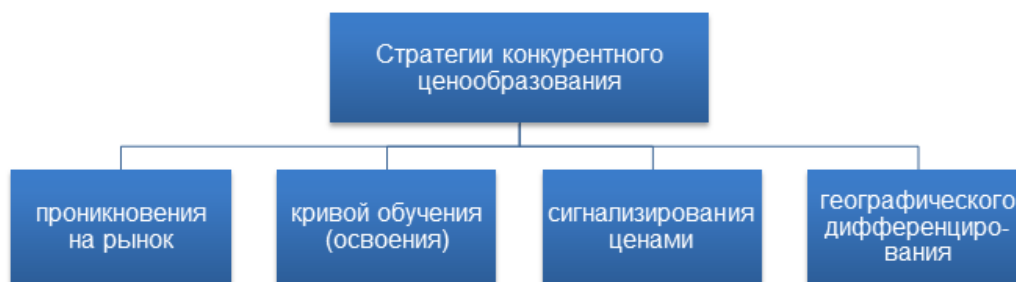 Стратегии конкурентного
ценообразования
проникновения
на рынок
кривой обучения
(освоения)
сигнализирования
ценами
географического
дифференциро-
вания